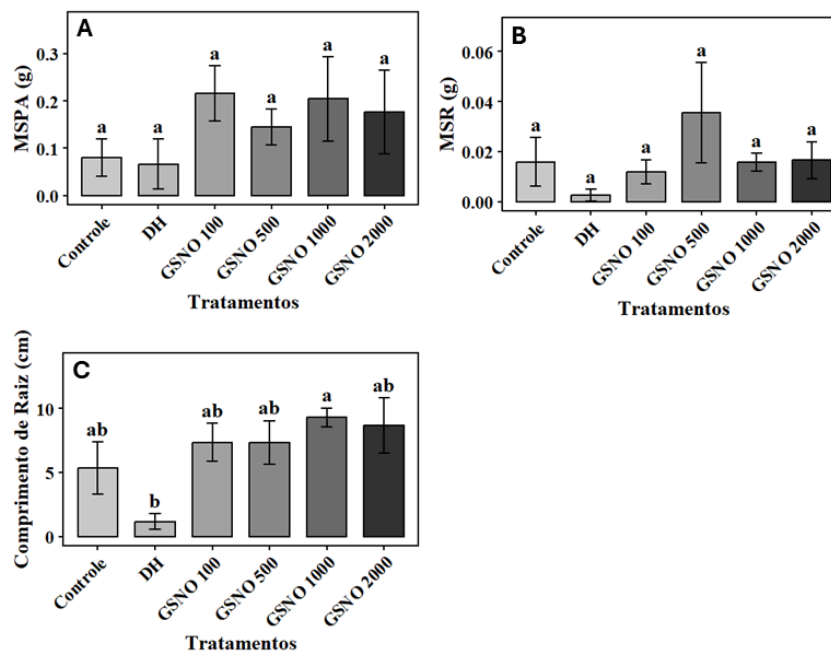 A
MSPA (g)
0.3
0.2
0.1
0.0
a
a
a
a
a
a
Controle
DH
GSNO 100
GSNO 500
GSNO 1000
GSNO 2000
Tratamentos
B
MSR (g)
0.06
0.04
0.02
0.00
a
a
a
a
a
a
Controle
DH
GSNO 100
GSNO 500
GSNO 1000
GSNO 2000
Tratamentos
C
Comprimento de Raiz (cm)
10
5
0
ab
b
ab
ab
a
ab
Controle
DH
GSNO 100
GSNO 500
GSNO 1000
GSNO 2000
Tratamentos